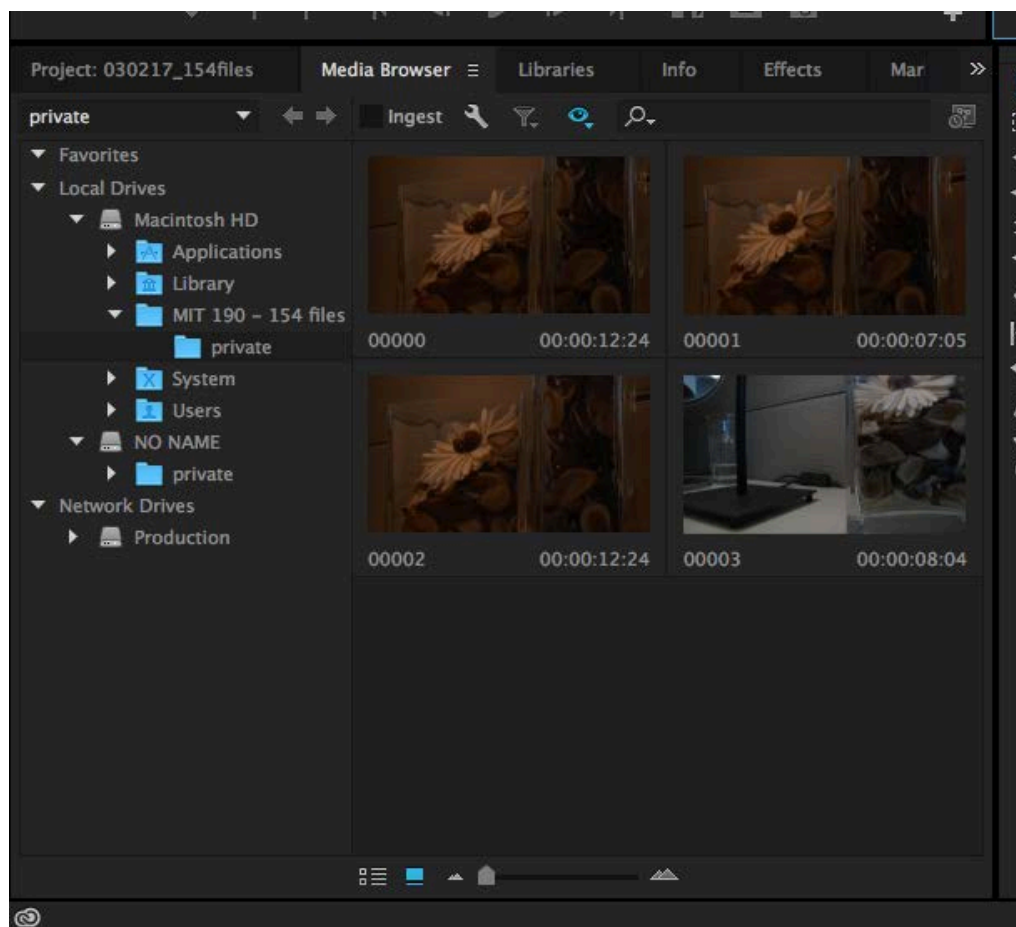 Project: 030217_154files Media Browser Libraries Info Effects Mar
private Ingest
Favorites
Local Drives
Macintosh HD
Applications
Library
MIT 190 – 154 files
private
System
Users
NO NAME
private
Network Drives
Production
00000 00:00:12:24
00001 00:00:07:05
00002 00:00:12:24
00003 00:00:08:04